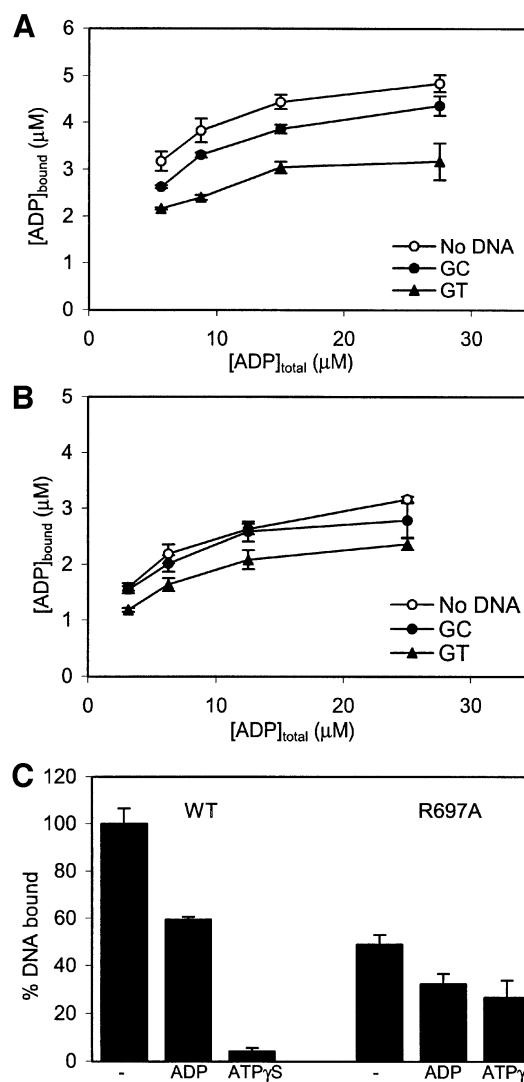 A
6
5
4
3
2
1
0
[ADP]bound (μM)
No DNA
GC
GT
0 10 20 30
[ADP]total (μM)
B
5
4
3
2
1
0
[ADP]bound (μM)
No DNA
GC
GT
0 10 20 30
[ADP]total (μM)
C
120
100
80
60
40
20
0
% DNA bound
WT R697A
- ADP ATPγS - ADP ATPγ